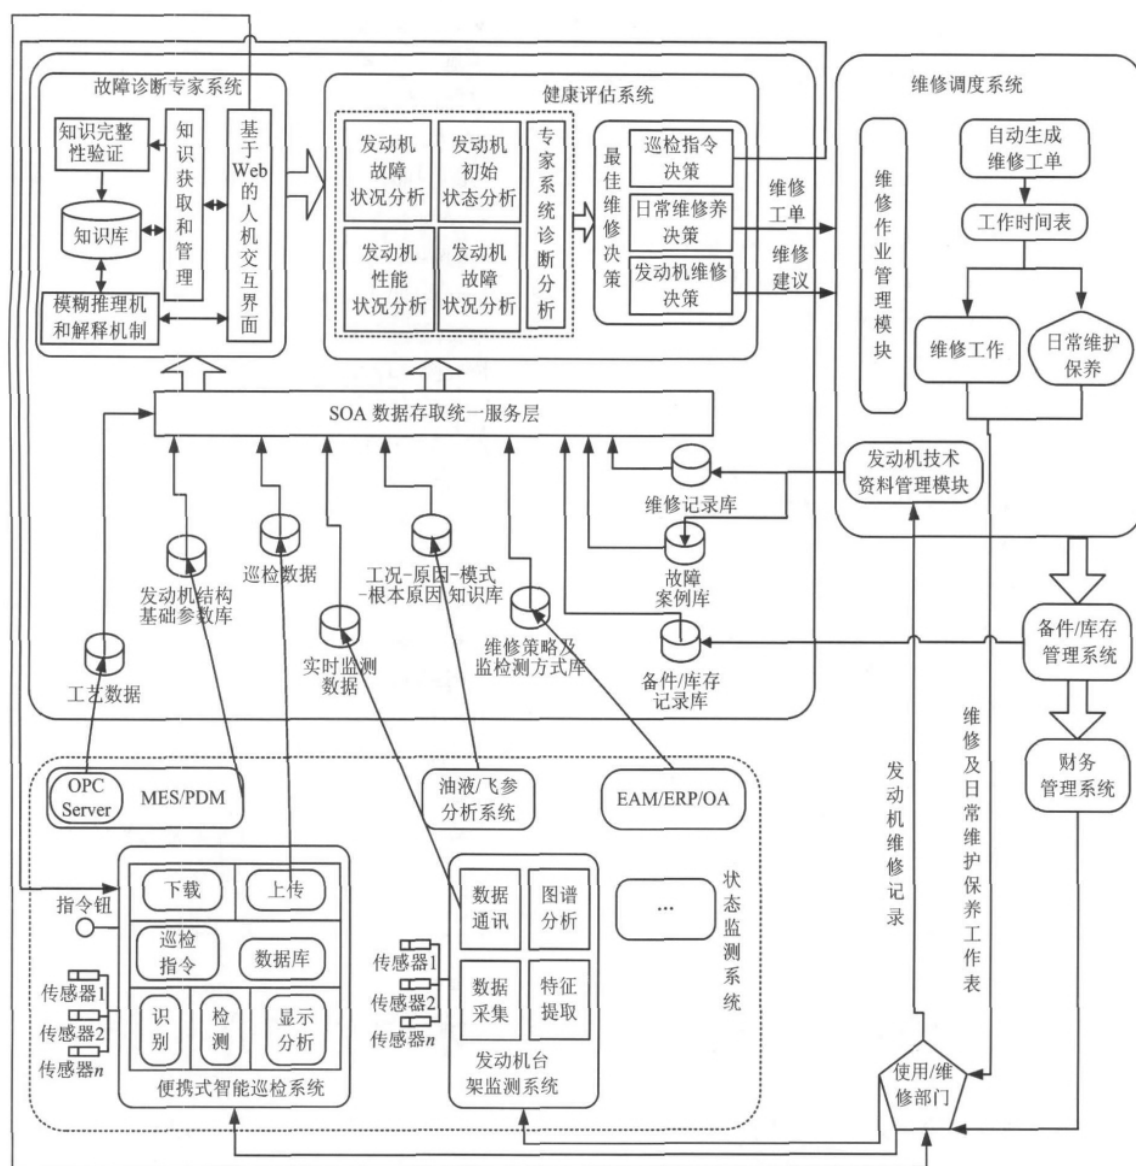 故障诊断专家系统
知识完整
性验证
知识库
模糊推理机
和解释机制
知识获取和管理
基于Web的人机交互界面
健康评估系统
发动机
故障
状况分析
发动机
初始
状态分析
发动机
性能
状况分析
发动机
故障
状况分析
专家系统诊断分析
最佳维修决策
巡检指令
决策
日常维修养
决策
发动机维修
决策
维修
工单
维修
建议
维修调度系统
维修作业管理模块
自动生成
维修工单
工作时间表
维修工作
日常维护
保养
发动机技术
资料管理模块
SOA 数据存取统一服务层
工艺数据
发动机结构
基础参数库
巡检数据
实时监测
数据
工况-原因-模式
-根本原因 知识库
维修策略及
监检测方式库
维修记录库
故障
案例库
备件/库存
记录库
备件/库存
管理系统
财务
管理系统
发动机维修记录
维修及日常维护保养工作表
OPC
Server
MES/PDM
油液/飞参
分析系统
EAM/ERP/OA
状态监测系统
...
指令钮
传感器1
传感器2
传感器n
下载
上传
巡检
指令
数据库
识别
检测
显示
分析
便携式智能巡检系统
传感器1
传感器2
传感器n
数据
通讯
图谱
分析
数据
采集
特征
提取
发动机台
架监测系统
使用/维
修部门